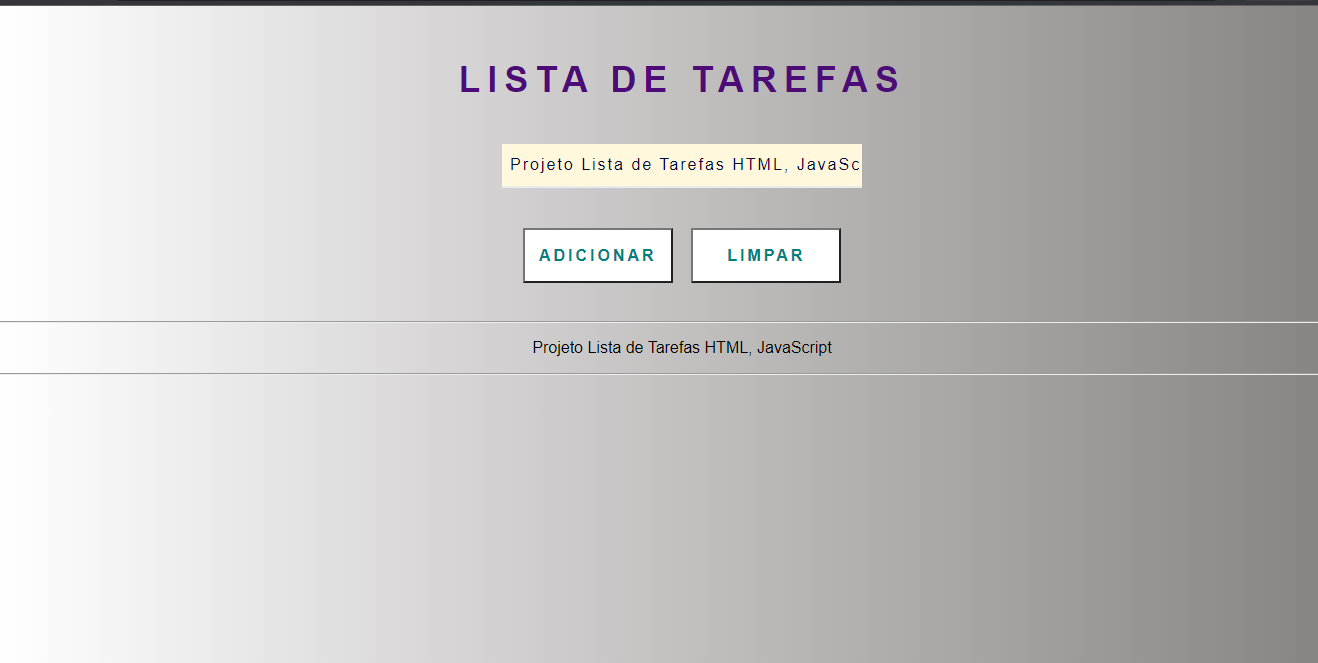 LISTA DE TAREFAS
Projeto Lista de Tarefas HTML, JavaSc
ADICIONAR LIMPAR
Projeto Lista de Tarefas HTML, JavaScript